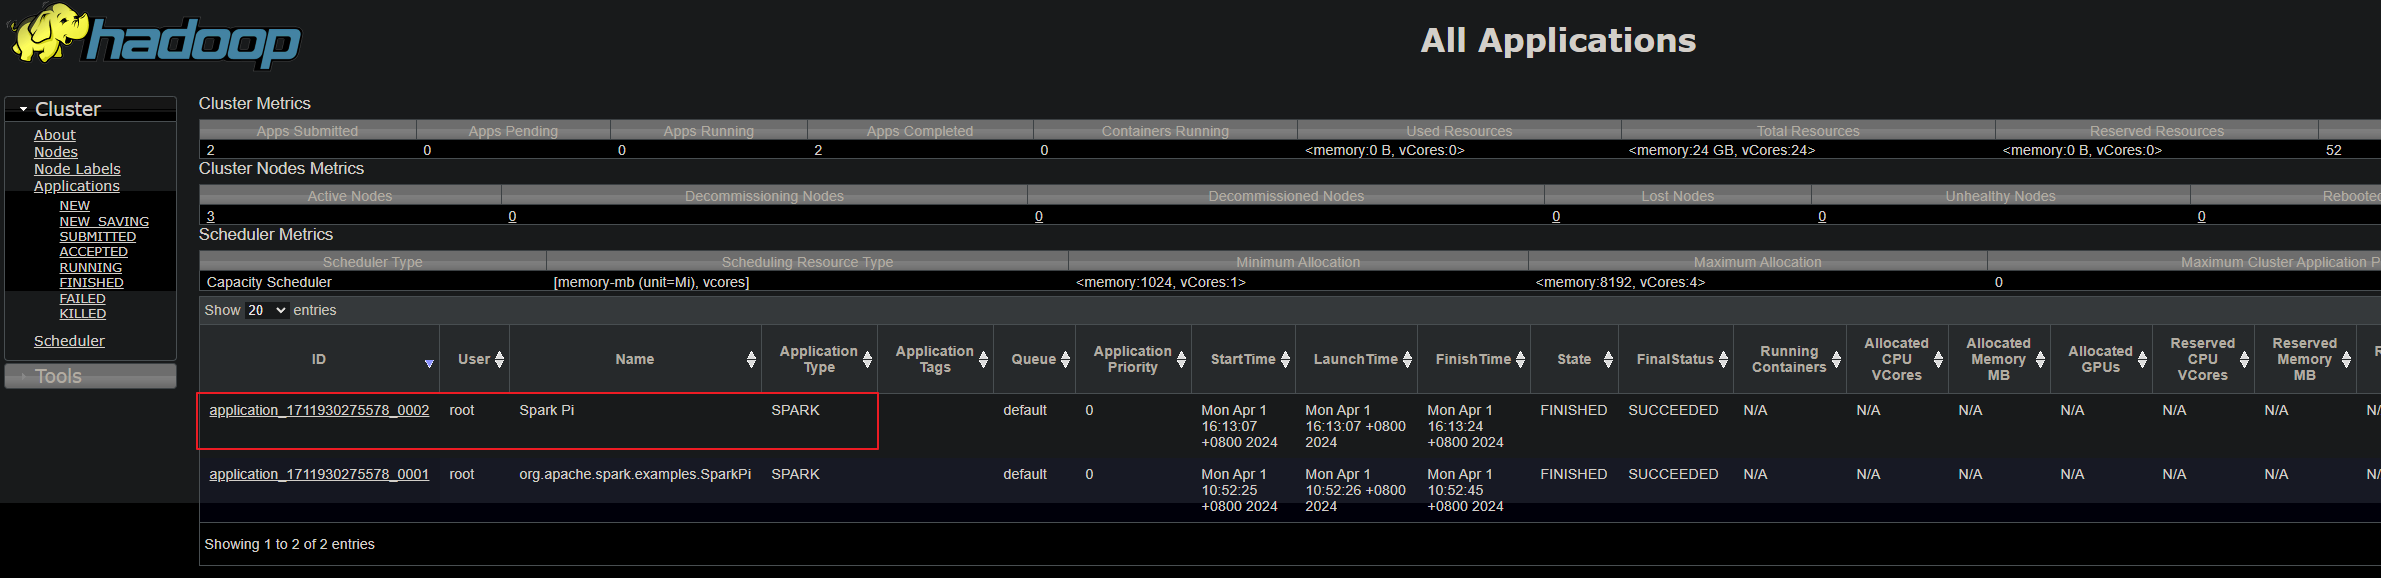 hadoop
All Applications
Cluster
About
Nodes
Node Labels
Applications
NEW
NEW_SAVING
SUBMITTED
ACCEPTED
RUNNING
FINISHED
FAILED
KILLED
Scheduler
Tools
Cluster Metrics
Apps Submitted Apps Pending Apps Running Apps Completed Containers Running Used Resources Total Resources Reserved Resources
2 0 0 2 0 <memory:0 B, vCores:0> <memory:24 GB, vCores:24> <memory:0 B, vCores:0> 52
Cluster Nodes Metrics
Active Nodes Decommissioning Nodes Decommissioned Nodes Lost Nodes Unhealthy Nodes Rebooted
3 0 0 0 0 0
Scheduler Metrics
Scheduler Type Scheduling Resource Type Minimum Allocation Maximum Allocation Maximum Cluster Application P
Capacity Scheduler [memory-mb (unit=Mi), vcores] <memory:1024, vCores:1> <memory:8192, vCores:4> 0
Show 20 entries
ID User Name Application Type Application Tags Queue Application Priority StartTime LaunchTime FinishTime State FinalStatus Running Containers Allocated CPU VCores Allocated Memory MB Allocated GPUs Reserved CPU VCores Reserved Memory MB R
application_1711930275578_0002 root Spark Pi SPARK default 0 Mon Apr 1 16:13:07 +0800 2024 Mon Apr 1 16:13:07 +0800 2024 Mon Apr 1 16:13:24 +0800 2024 FINISHED SUCCEEDED N/A N/A N/A N/A N/A N/A N/
application_1711930275578_0001 root org.apache.spark.examples.SparkPi SPARK default 0 Mon Apr 1 10:52:25 +0800 2024 Mon Apr 1 10:52:26 +0800 2024 Mon Apr 1 10:52:45 +0800 2024 FINISHED SUCCEEDED N/A N/A N/A N/A N/A N/A N/
Showing 1 to 2 of 2 entries